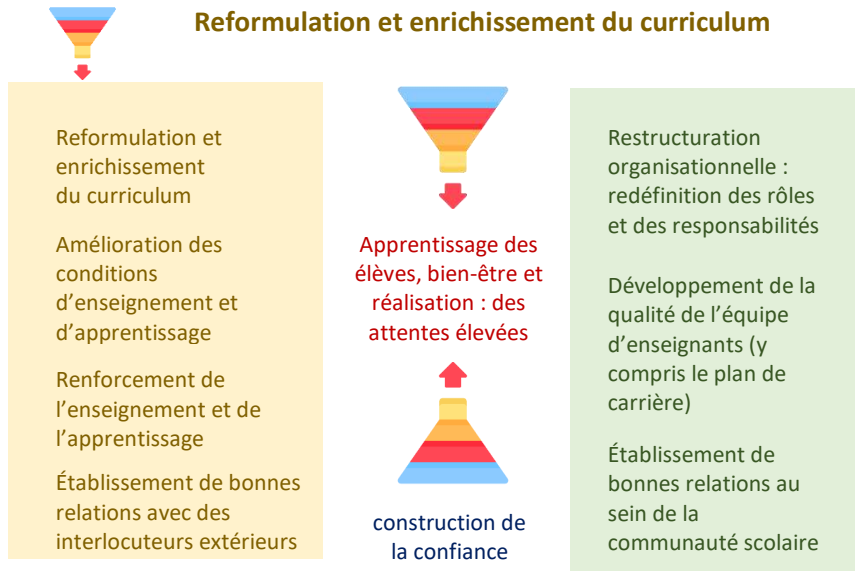 Reformulation et enrichissement du curriculum
Reformulation et
enrichissement
du curriculum
Amélioration des
conditions
d’enseignement et
d’apprentissage
Renforcement de
l’enseignement et de
l’apprentissage
Établissement de bonnes
relations avec des
interlocuteurs extérieurs
Apprentissage des
élèves, bien-être et
réalisation : des
attentes élevées
construction de
la confiance
Restructuration
organisationnelle :
redéfinition des rôles
et des responsabilités
Développement de la
qualité de l’équipe
d’enseignants (y
compris le plan de
carrière)
Établissement de
bonnes relations au
sein de la
communauté scolaire